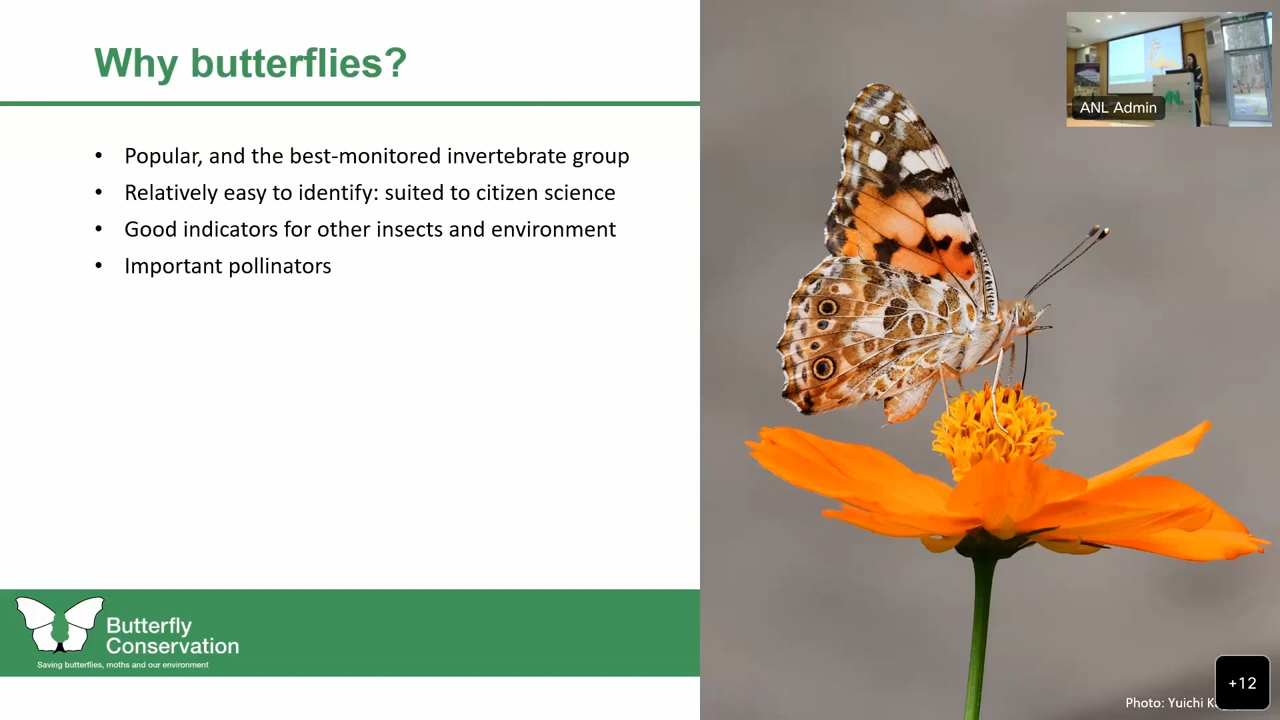 Why butterflies?
• Popular, and the best-monitored invertebrate group
• Relatively easy to identify: suited to citizen science
• Good indicators for other insects and environment
• Important pollinators
ANL Admin
Butterfly
Conservation
Saving butterflies, moths and our environment
Photo: Yuichi
+12